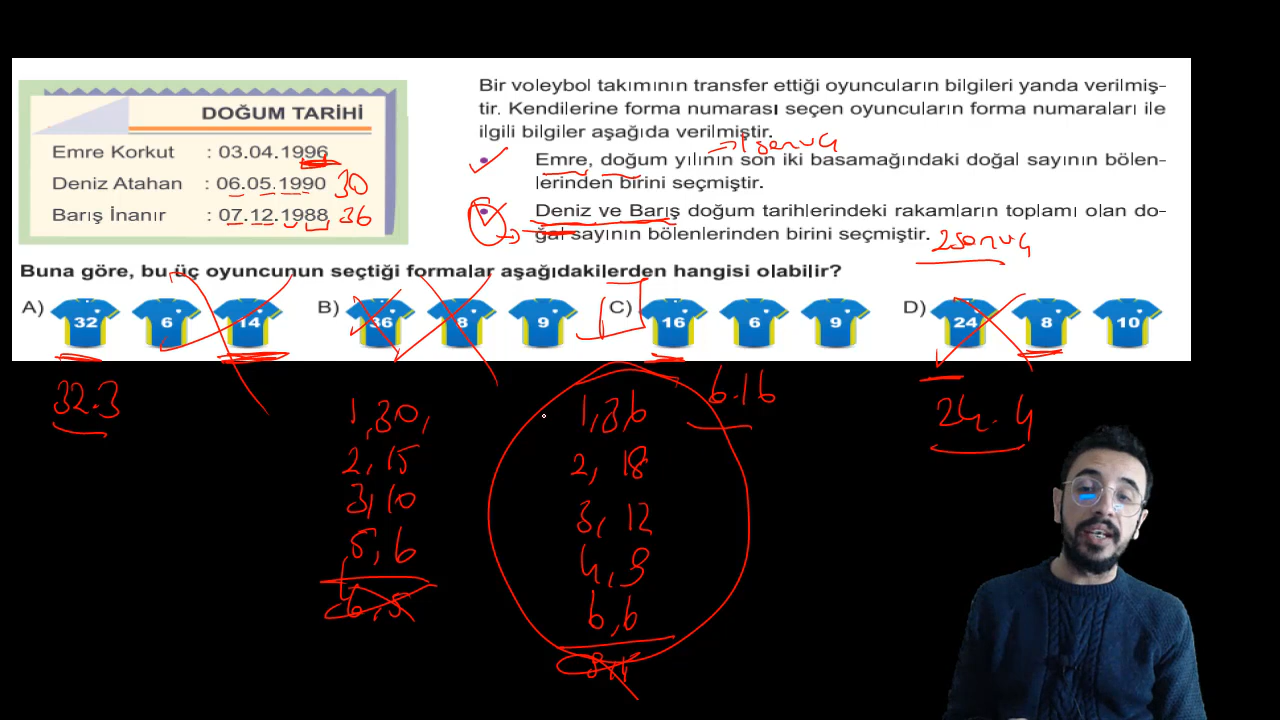 DOĞUM TARİHİ
Emre Korkut : 03.04.1996
Deniz Atahan : 06.05.1990 30
Barış İnanır : 07.12.1988 36
Bir voleybol takımının transfer ettiği oyuncuların bilgileri yanda verilmiş-
tir. Kendilerine forma numarası seçen oyuncuların forma numaraları ile
ilgili bilgiler aşağıda verilmiştir.
→ 1 sonuç
• Emre, doğum yılının son iki basamağındaki doğal sayının bölen-
lerinden birini seçmiştir.
• Deniz ve Barış doğum tarihlerindeki rakamların toplamı olan do-
ğal sayının bölenlerinden birini seçmiştir.
2 sonuç
Buna göre, bu üç oyuncunun seçtiği formalar aşağıdakilerden hangisi olabilir?
A) 32 6 14 B) 36 8 9 C) 16 6 9 D) 24 8 10
32.3 6.16 24.4
1, 30, 1, 36
2, 15 2, 18
3, 10 3, 12
5, 6 4, 9
6, 5 6, 6